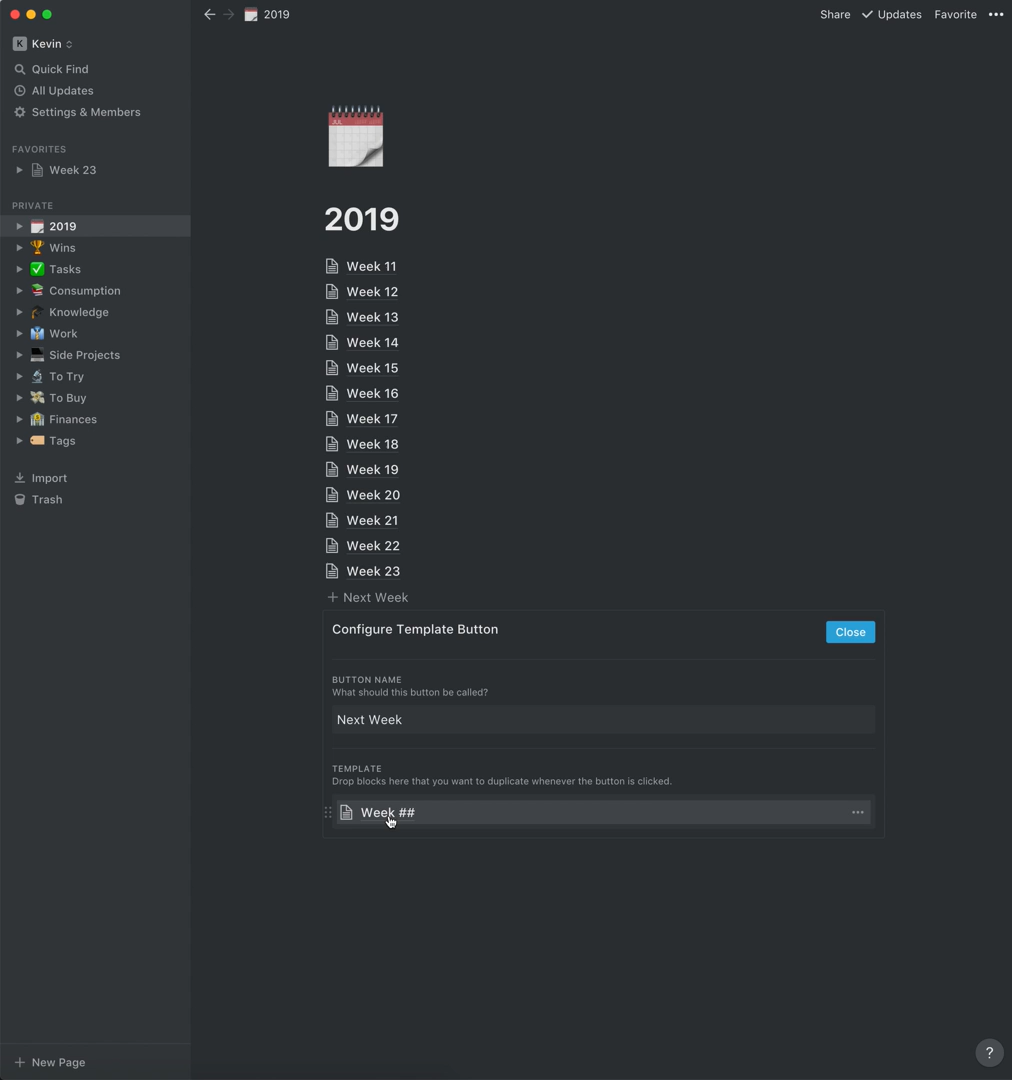 K Kevin
Quick Find
All Updates
Settings & Members
FAVORITES
Week 23
PRIVATE
2019
Wins
Tasks
Consumption
Knowledge
Work
Side Projects
To Try
To Buy
Finances
Tags
Import
Trash
New Page
2019
Share Updates Favorite
JUL
2019
Week 11
Week 12
Week 13
Week 14
Week 15
Week 16
Week 17
Week 18
Week 19
Week 20
Week 21
Week 22
Week 23
+ Next Week
Configure Template Button
Close
BUTTON NAME
What should this button be called?
Next Week
TEMPLATE
Drop blocks here that you want to duplicate whenever the button is clicked.
Week ##
?